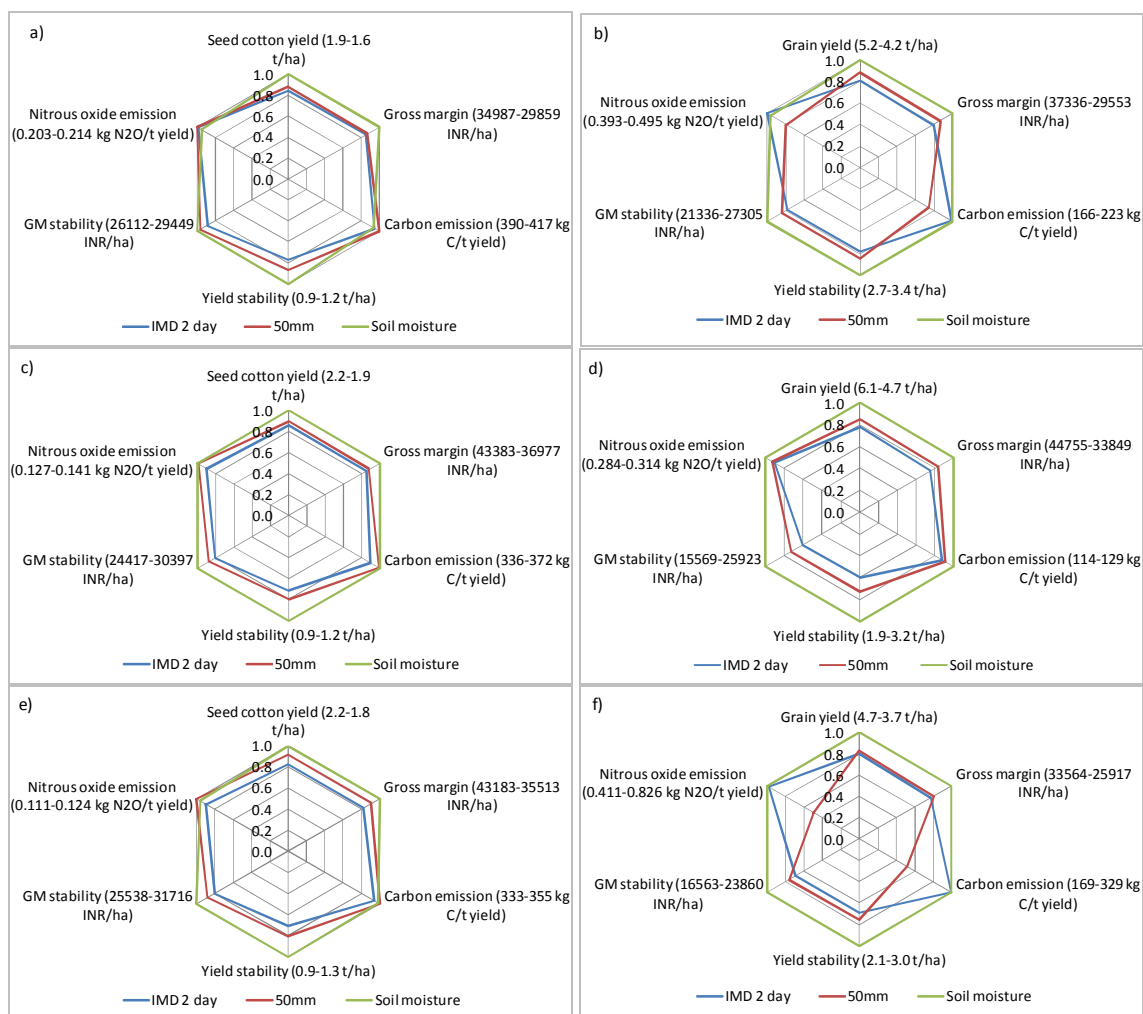 a)
Seed cotton yield (1.9-1.6
t/ha)
1.0
0.8
0.6
0.4
0.2
0.0
Gross margin (34987-29859
INR/ha)
Carbon emission (390-417 kg
C/t yield)
Yield stability (0.9-1.2 t/ha)
GM stability (26112-29449
INR/ha)
Nitrous oxide emission
(0.203-0.214 kg N2O/t yield)
IMD 2 day 50mm Soil moisture
b)
Grain yield (5.2-4.2 t/ha)
1.0
0.8
0.6
0.4
0.2
0.0
Gross margin (37336-29553
INR/ha)
Carbon emission (166-223 kg
C/t yield)
Yield stability (2.7-3.4 t/ha)
GM stability (21336-27305
INR/ha)
Nitrous oxide emission
(0.393-0.495 kg N2O/t yield)
IMD 2 day 50mm Soil moisture
c)
Seed cotton yield (2.2-1.9
t/ha)
1.0
0.8
0.6
0.4
0.2
0.0
Gross margin (43383-36977
INR/ha)
Carbon emission (336-372 kg
C/t yield)
Yield stability (0.9-1.2 t/ha)
GM stability (24417-30397
INR/ha)
Nitrous oxide emission
(0.127-0.141 kg N2O/t yield)
IMD 2 day 50mm Soil moisture
d)
Grain yield (6.1-4.7 t/ha)
1.0
0.8
0.6
0.4
0.2
0.0
Gross margin (44755-33849
INR/ha)
Carbon emission (114-129 kg
C/t yield)
Yield stability (1.9-3.2 t/ha)
GM stability (15569-25923
INR/ha)
Nitrous oxide emission
(0.284-0.314 kg N2O/t yield)
IMD 2 day 50mm Soil moisture
e)
Seed cotton yield (2.2-1.8
t/ha)
1.0
0.8
0.6
0.4
0.2
0.0
Gross margin (43183-35513
INR/ha)
Carbon emission (333-355 kg
C/t yield)
Yield stability (0.9-1.3 t/ha)
GM stability (25538-31716
INR/ha)
Nitrous oxide emission
(0.111-0.124 kg N2O/t yield)
IMD 2 day 50mm Soil moisture
f)
Grain yield (4.7-3.7 t/ha)
1.0
0.8
0.6
0.4
0.2
0.0
Gross margin (33564-25917
INR/ha)
Carbon emission (169-329 kg
C/t yield)
Yield stability (2.1-3.0 t/ha)
GM stability (16563-23860
INR/ha)
Nitrous oxide emission
(0.411-0.826 kg N2O/t yield)
IMD 2 day 50mm Soil moisture